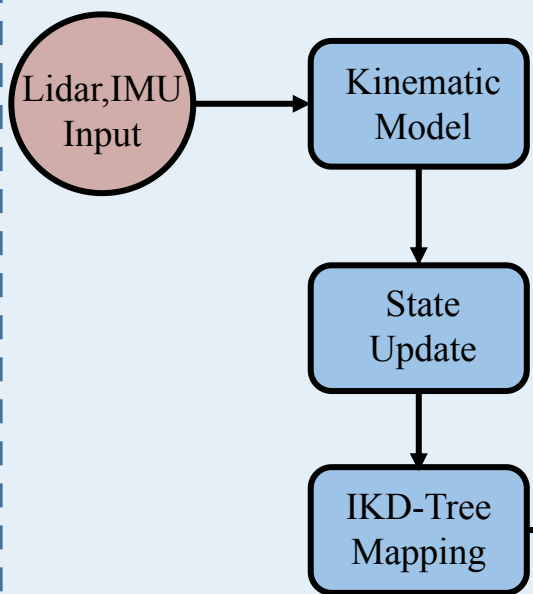 Lidar,IMU
Input
Kinematic
Model
State
Update
IKD-Tree
Mapping